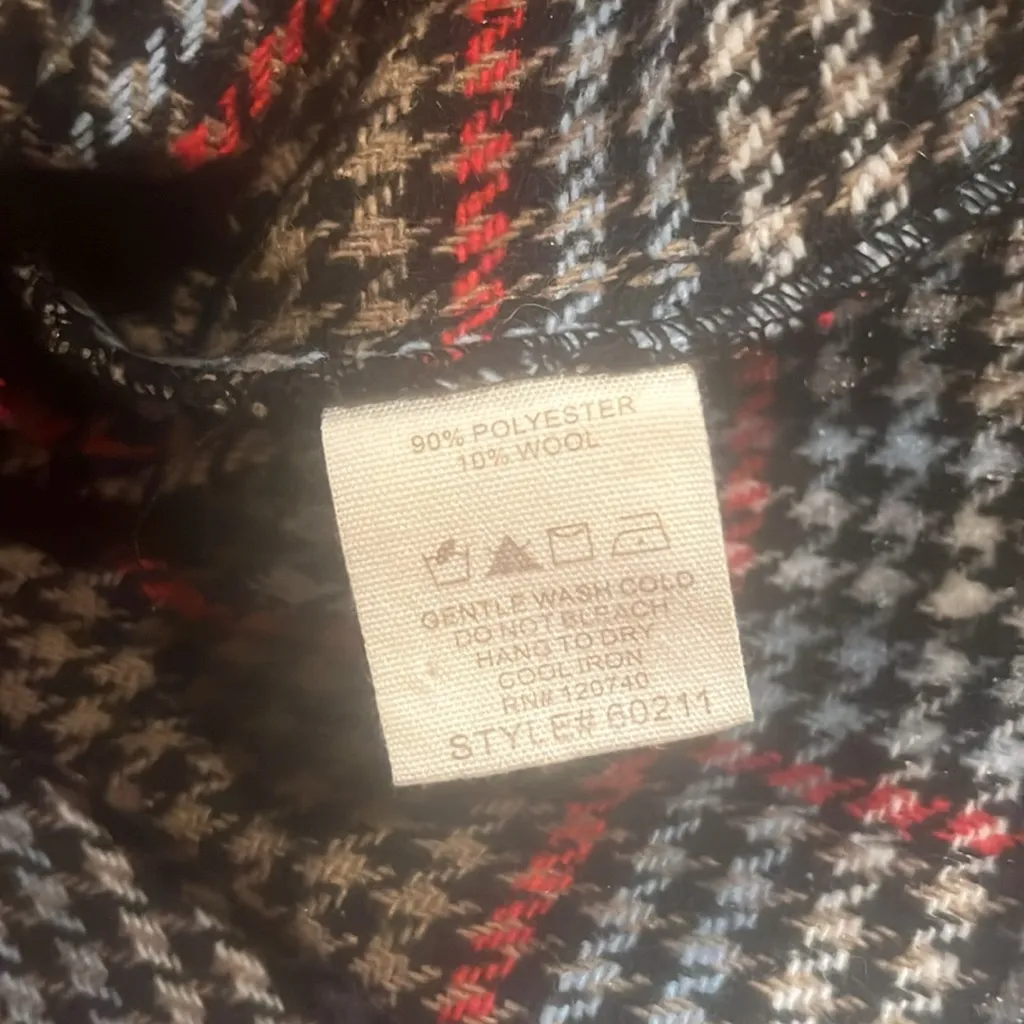 90% POLYESTER
10% WOOL
GENTLE WASH COLD
DO NOT BLEACH
HANG TO DRY
COOL IRON
RN# 120740
STYLE# 60211